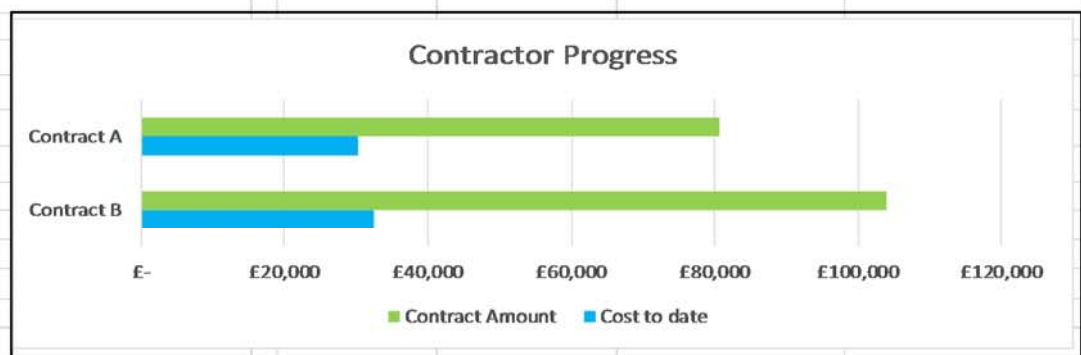 Contractor Progress
Contract A
Contract B
£- £20,000 £40,000 £60,000 £80,000 £100,000 £120,000
Contract Amount Cost to date